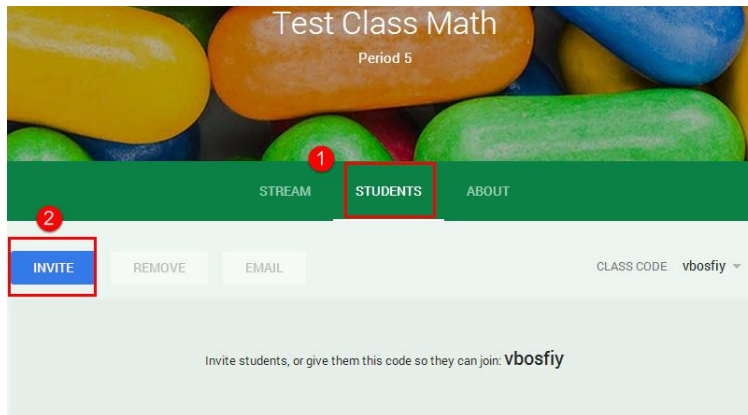 Test Class Math
Period 5
1
STREAM STUDENTS ABOUT
2
INVITE REMOVE EMAIL CLASS CODE vbosfiy
Invite students, or give them this code so they can join: vbosfiy